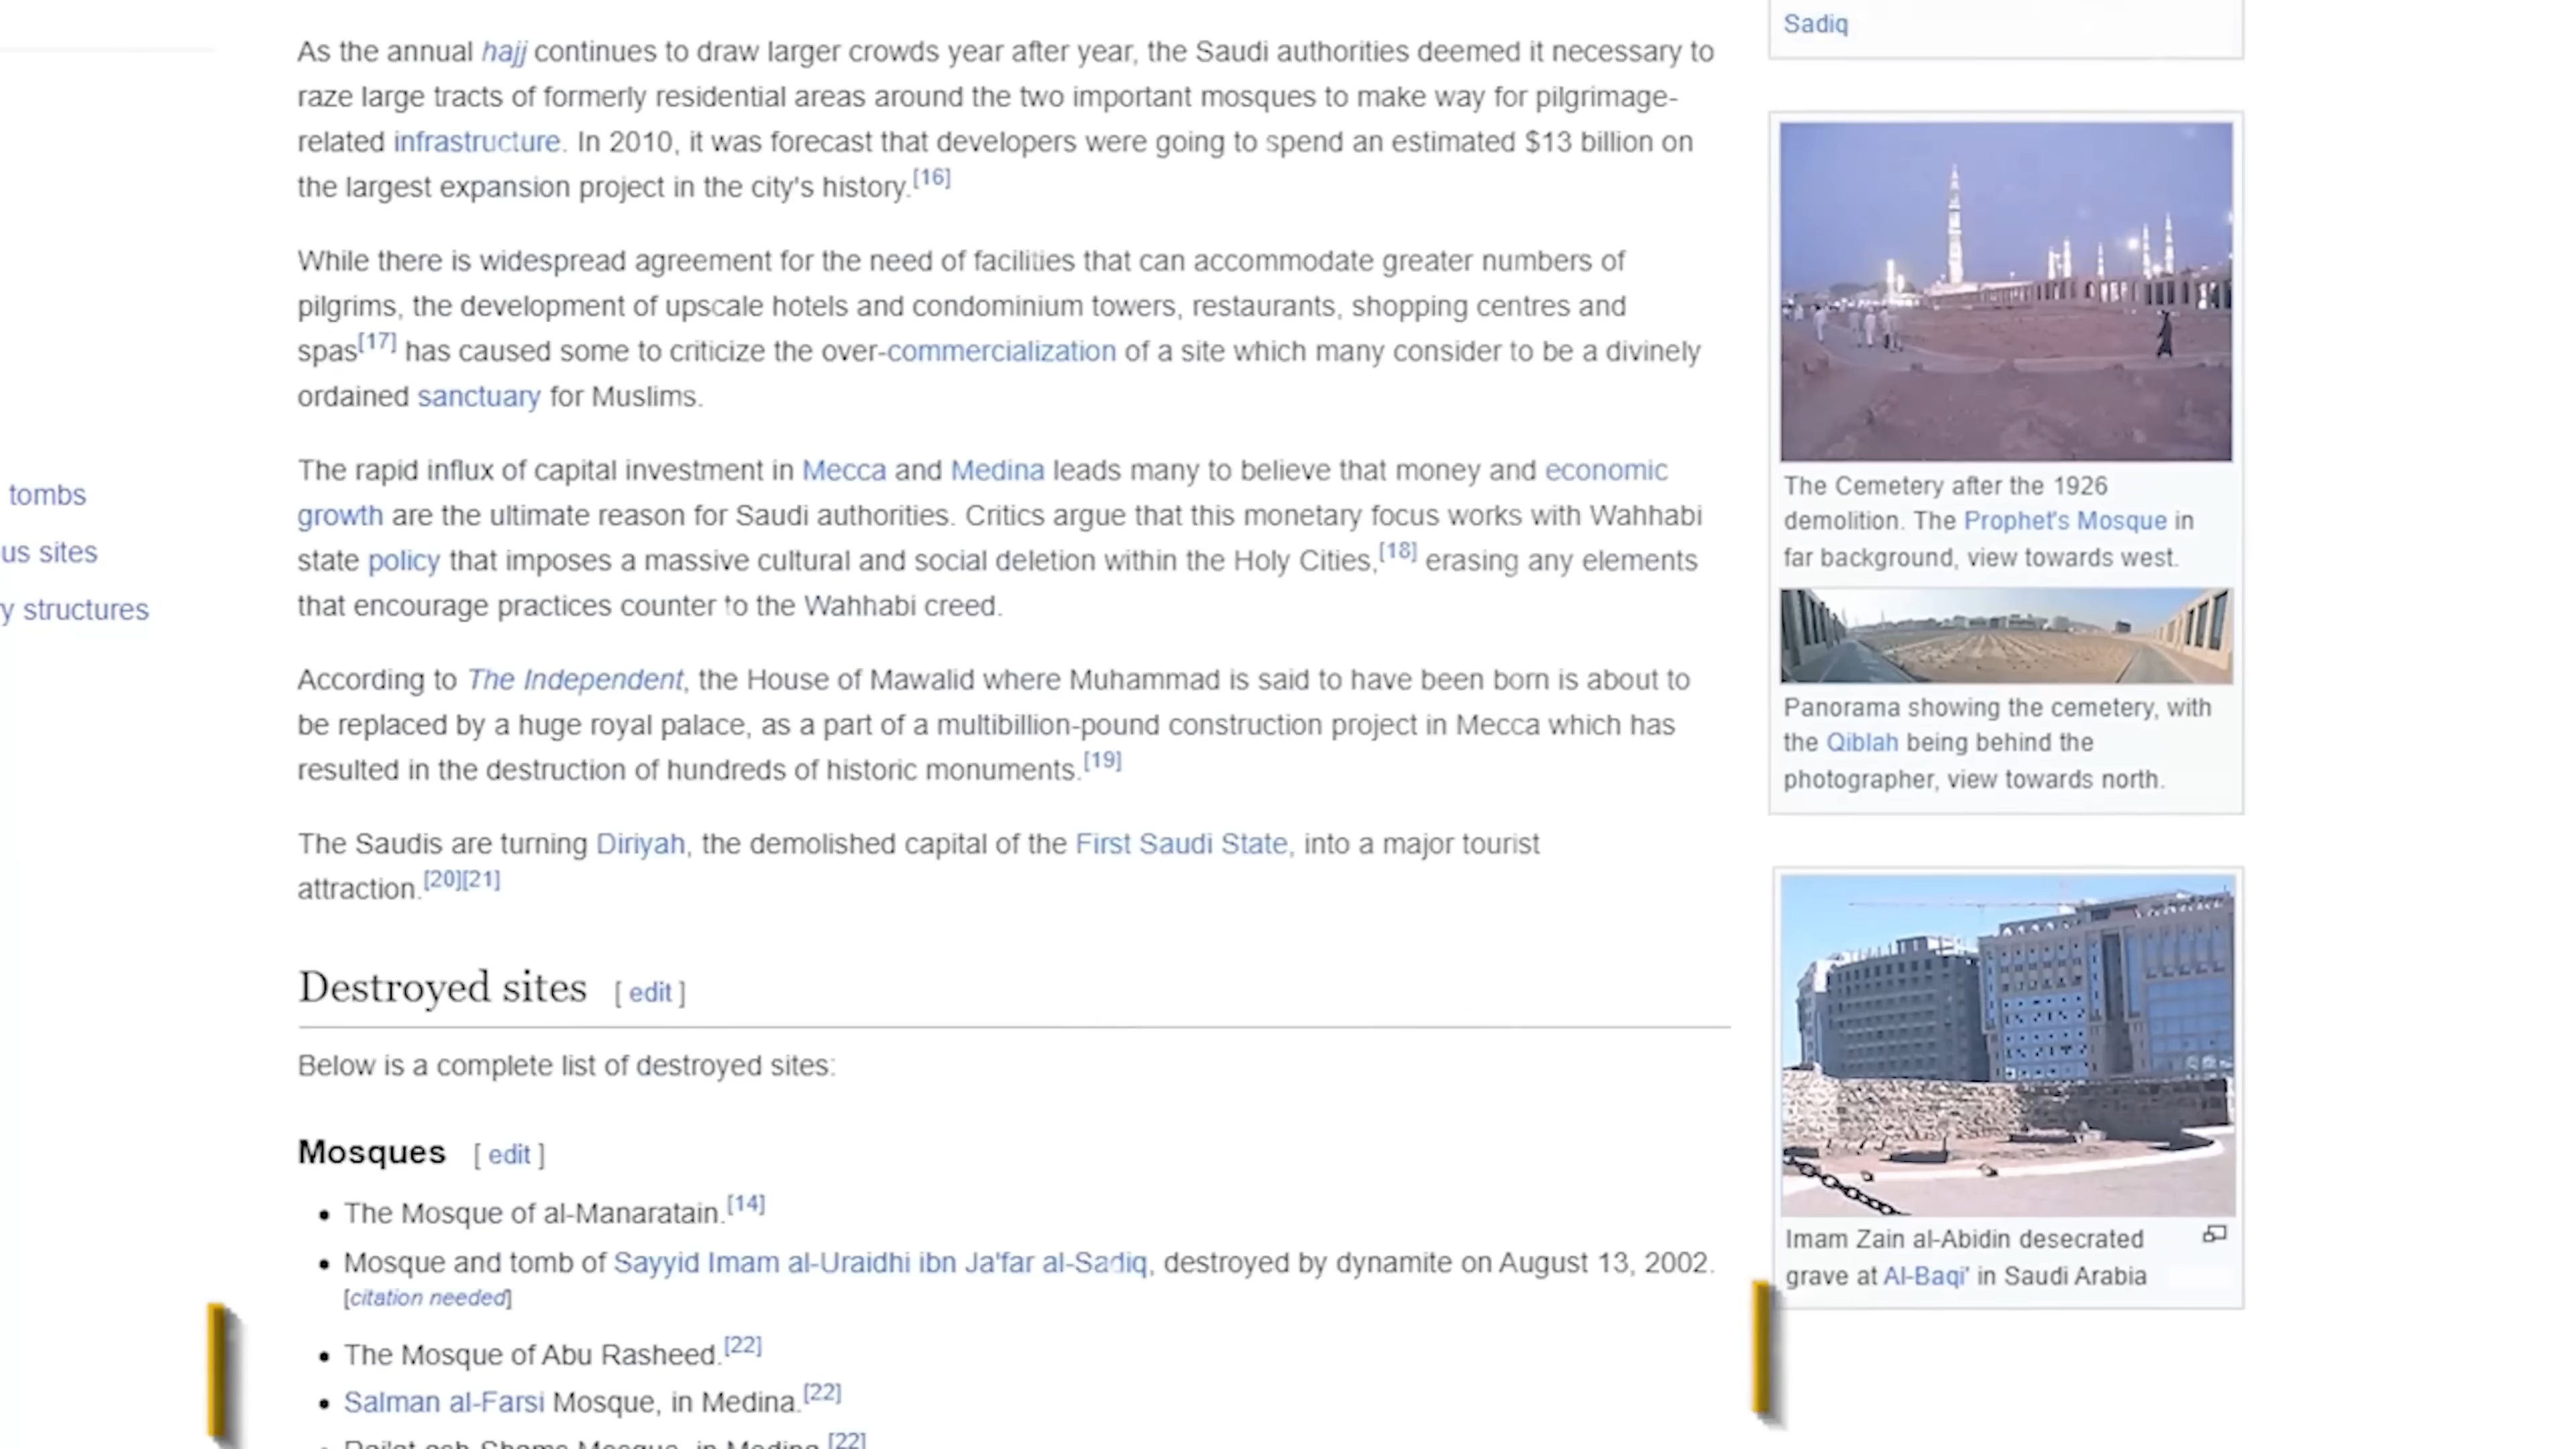 As the annual hajj continues to draw larger crowds year after year, the Saudi authorities deemed it necessary to
raze large tracts of formerly residential areas around the two important mosques to make way for pilgrimage-
related infrastructure. In 2010, it was forecast that developers were going to spend an estimated $13 billion on
the largest expansion project in the city's history.[16]
While there is widespread agreement for the need of facilities that can accommodate greater numbers of
pilgrims, the development of upscale hotels and condominium towers, restaurants, shopping centres and
spas[17] has caused some to criticize the over-commercialization of a site which many consider to be a divinely
ordained sanctuary for Muslims.
The rapid influx of capital investment in Mecca and Medina leads many to believe that money and economic
growth are the ultimate reason for Saudi authorities. Critics argue that this monetary focus works with Wahhabi
state policy that imposes a massive cultural and social deletion within the Holy Cities,[18] erasing any elements
that encourage practices counter to the Wahhabi creed.
According to The Independent, the House of Mawalid where Muhammad is said to have been born is about to
be replaced by a huge royal palace, as a part of a multibillion-pound construction project in Mecca which has
resulted in the destruction of hundreds of historic monuments.[19]
The Saudis are turning Diriyah, the demolished capital of the First Saudi State, into a major tourist
attraction.[20][21]
Destroyed sites [ edit ]
Below is a complete list of destroyed sites:
Mosques [ edit ]
• The Mosque of al-Manaratain.[14]
• Mosque and tomb of Sayyid Imam al-Uraidhi ibn Ja'far al-Sadiq, destroyed by dynamite on August 13, 2002.
[citation needed]
• The Mosque of Abu Rasheed.[22]
• Salman al-Farsi Mosque, in Medina.[22]
Mosque, in Medina.[22]
tombs
us sites
y structures
Sadiq
The Cemetery after the 1926
demolition. The Prophet's Mosque in
far background, view towards west.
Panorama showing the cemetery, with
the Qiblah being behind the
photographer, view towards north.
Imam Zain al-Abidin desecrated
grave at Al-Baqi' in Saudi Arabia